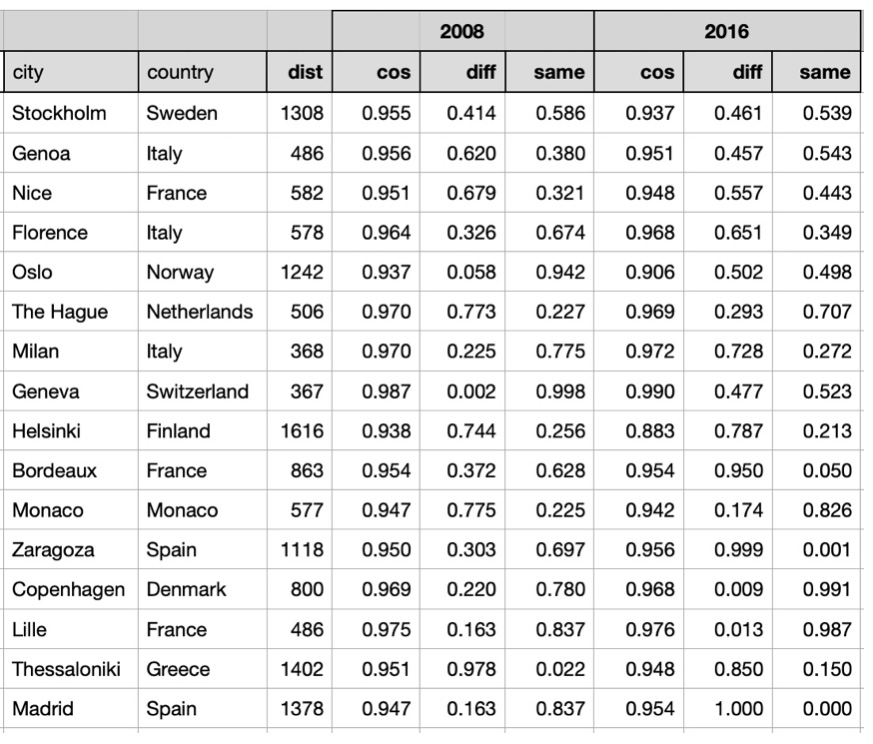 2008 2016
city country dist cos diff same cos diff same
Stockholm Sweden 1308 0.955 0.414 0.586 0.937 0.461 0.539
Genoa Italy 486 0.956 0.620 0.380 0.951 0.457 0.543
Nice France 582 0.951 0.679 0.321 0.948 0.557 0.443
Florence Italy 578 0.964 0.326 0.674 0.968 0.651 0.349
Oslo Norway 1242 0.937 0.058 0.942 0.906 0.502 0.498
The Hague Netherlands 506 0.970 0.773 0.227 0.969 0.293 0.707
Milan Italy 368 0.970 0.225 0.775 0.972 0.728 0.272
Geneva Switzerland 367 0.987 0.002 0.998 0.990 0.477 0.523
Helsinki Finland 1616 0.938 0.744 0.256 0.883 0.787 0.213
Bordeaux France 863 0.954 0.372 0.628 0.954 0.950 0.050
Monaco Monaco 577 0.947 0.775 0.225 0.942 0.174 0.826
Zaragoza Spain 1118 0.950 0.303 0.697 0.956 0.999 0.001
Copenhagen Denmark 800 0.969 0.220 0.780 0.968 0.009 0.991
Lille France 486 0.975 0.163 0.837 0.976 0.013 0.987
Thessaloniki Greece 1402 0.951 0.978 0.022 0.948 0.850 0.150
Madrid Spain 1378 0.947 0.163 0.837 0.954 1.000 0.000